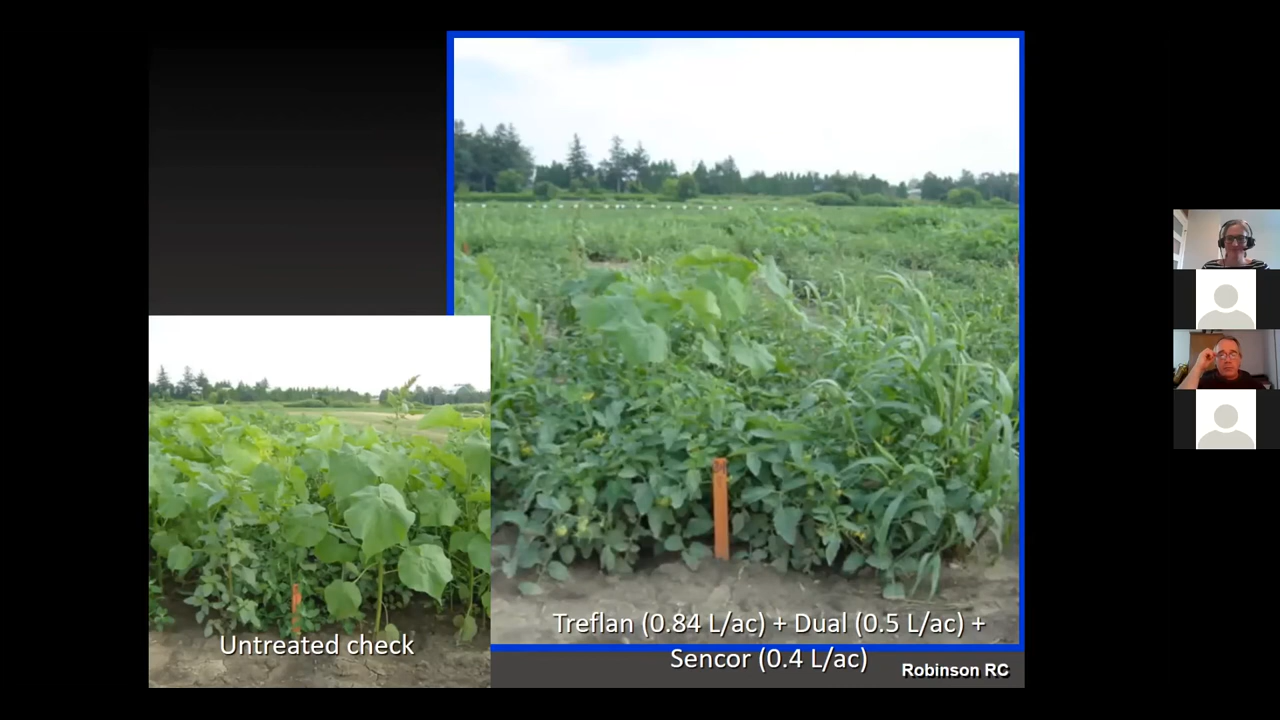 Untreated check
Treflan (0.84 L/ac) + Dual (0.5 L/ac) +
Sencor (0.4 L/ac)
Robinson RC